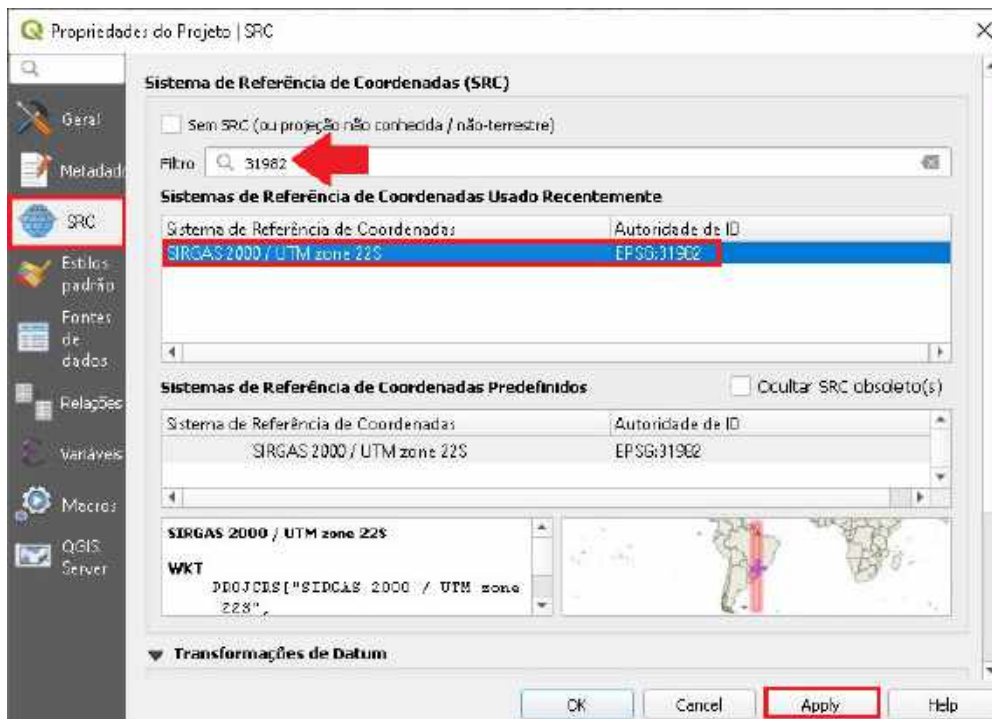 Propriedades do Projeto | SRC
Sistema de Referência de Coordenadas (SRC)
Geral
Sem SRC (ou projeção não conhecida / não-terrestre)
Filtro 31982
Metadad
Sistemas de Referência de Coordenadas Usado Recentemente
SRC
Sistema de Referência de Coordenadas Autoridade de ID
SIRGAS 2000 / UTM zone 22S EPSG:31982
Estilos
padrão
Fontes
de
dados
Sistemas de Referência de Coordenadas Predefinidos Ocultar SRC obsoleto(s)
Relações
Sistema de Referência de Coordenadas Autoridade de ID
SIRGAS 2000 / UTM zone 22S EPSG:31982
Variáveis
Macros
SIRGAS 2000 / UTM zone 22S
QGIS
Server
WKT
PROJCRS["SIRGAS 2000 / UTM zone
22S",
Transformações de Datum
OK Cancel Apply Help